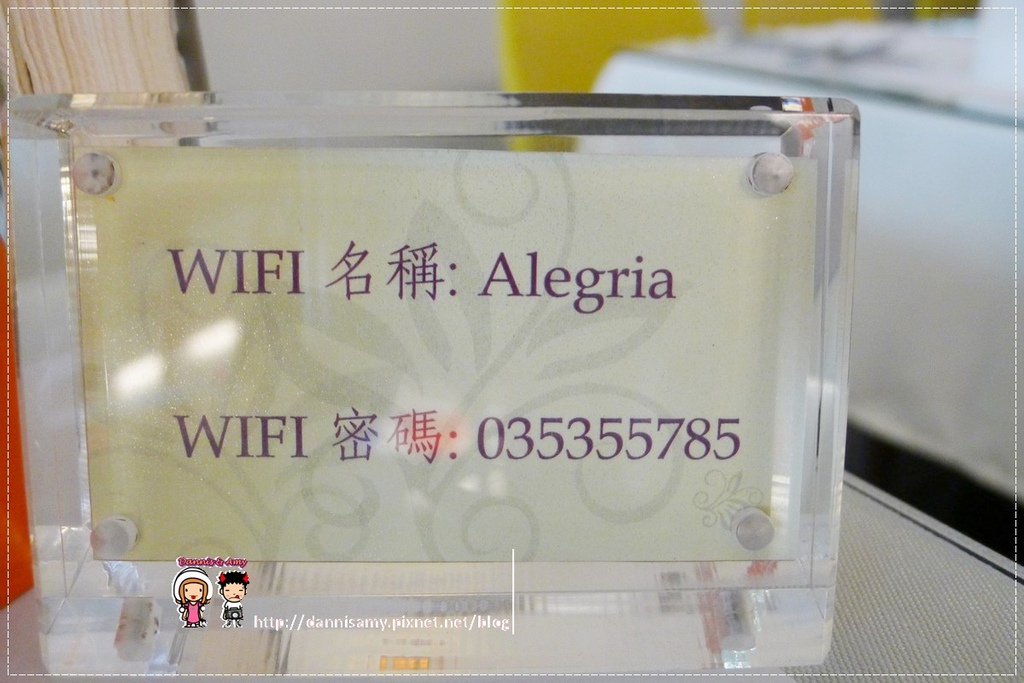 WIFI 名稱: Alegria
WIFI 密碼: 035355785
Dannis & Amy
http://dannisamy.pixnet.net/blog